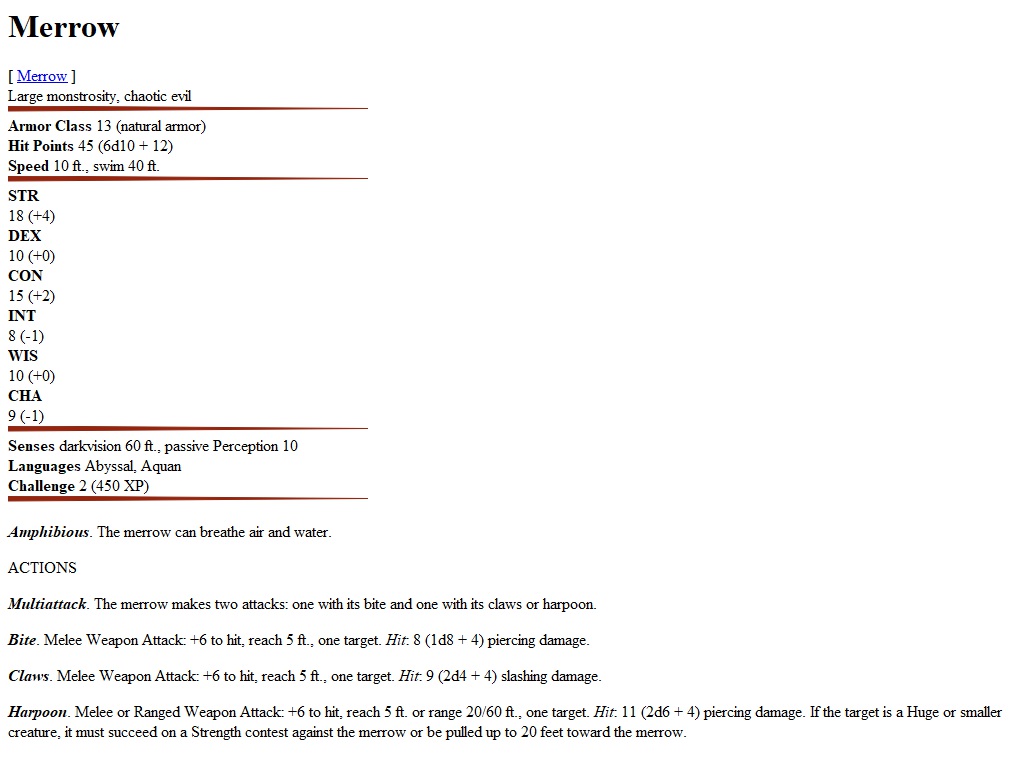 Merrow
[ Merrow ]
Large monstrosity, chaotic evil
Armor Class 13 (natural armor)
Hit Points 45 (6d10 + 12)
Speed 10 ft., swim 40 ft.
STR
18 (+4)
DEX
10 (+0)
CON
15 (+2)
INT
8 (-1)
WIS
10 (+0)
CHA
9 (-1)
Senses darkvision 60 ft., passive Perception 10
Languages Abyssal, Aquan
Challenge 2 (450 XP)
Amphibious. The merrow can breathe air and water.
ACTIONS
Multiattack. The merrow makes two attacks: one with its bite and one with its claws or harpoon.
Bite. Melee Weapon Attack: +6 to hit, reach 5 ft., one target. Hit: 8 (1d8 + 4) piercing damage.
Claws. Melee Weapon Attack: +6 to hit, reach 5 ft., one target. Hit: 9 (2d4 + 4) slashing damage.
Harpoon. Melee or Ranged Weapon Attack: +6 to hit, reach 5 ft. or range 20/60 ft., one target. Hit: 11 (2d6 + 4) piercing damage. If the target is a Huge or smaller
creature, it must succeed on a Strength contest against the merrow or be pulled up to 20 feet toward the merrow.